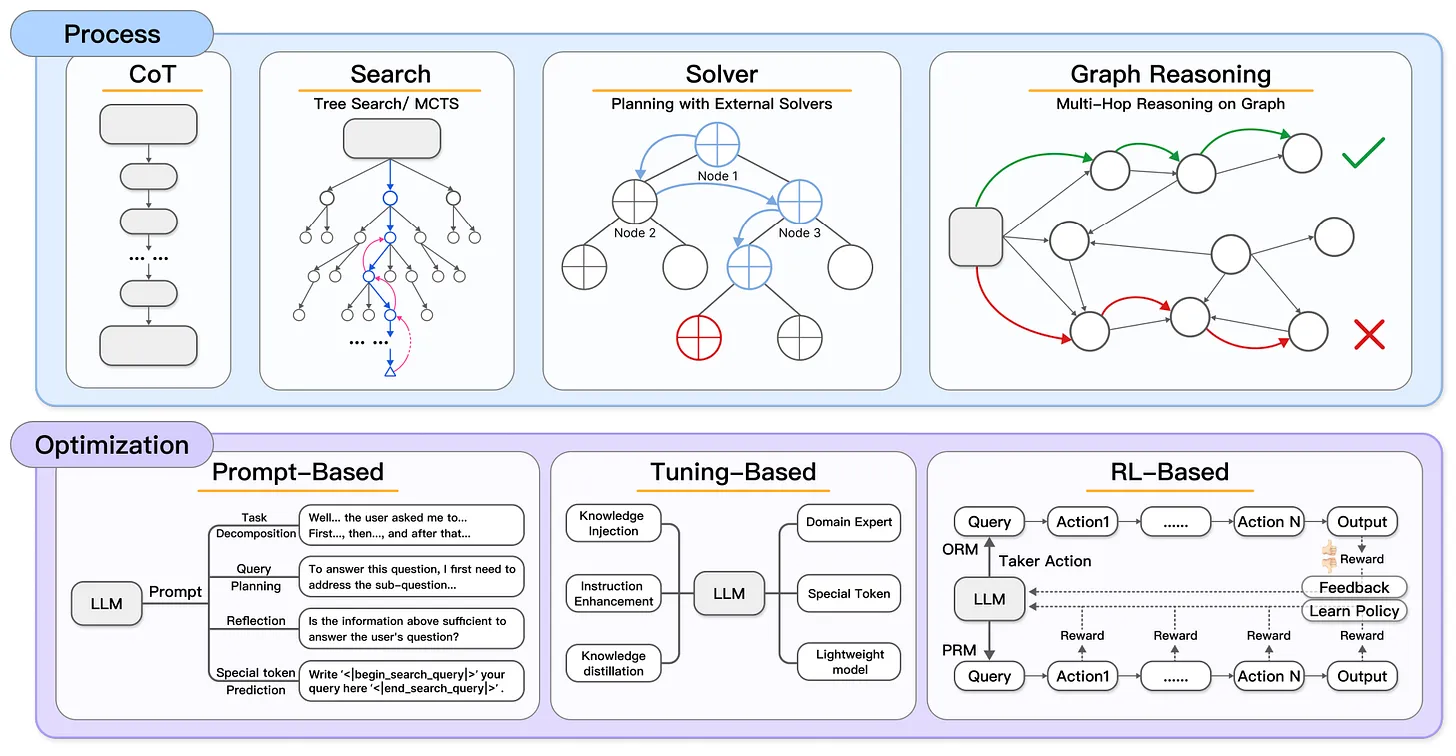 Process
CoT
... ...
Search
Tree Search/ MCTS
... ...
Solver
Planning with External Solvers
Node 1
Node 2
Node 3
Graph Reasoning
Multi-Hop Reasoning on Graph
Optimization
Prompt-Based
LLM
Prompt
Task
Decomposition
Well... the user asked me to...
First..., then..., and after that...
Query
Planning
To answer this question, I first need to
address the sub-question...
Reflection
Is the information above sufficient to
answer the user's question?
Special token
Prediction
Write ‘<|begin_search_query|>’ your
query here ‘<|end_search_query|>’ .
Tuning-Based
Knowledge
Injection
Instruction
Enhancement
Knowledge
distillation
LLM
Domain Expert
Special Token
Lightweight
model
RL-Based
Query
Action1
......
Action N
Output
ORM
Taker Action
Reward
LLM
Feedback
Learn Policy
PRM
Reward
Reward
Reward
Reward
Query
Action1
......
Action N
Output